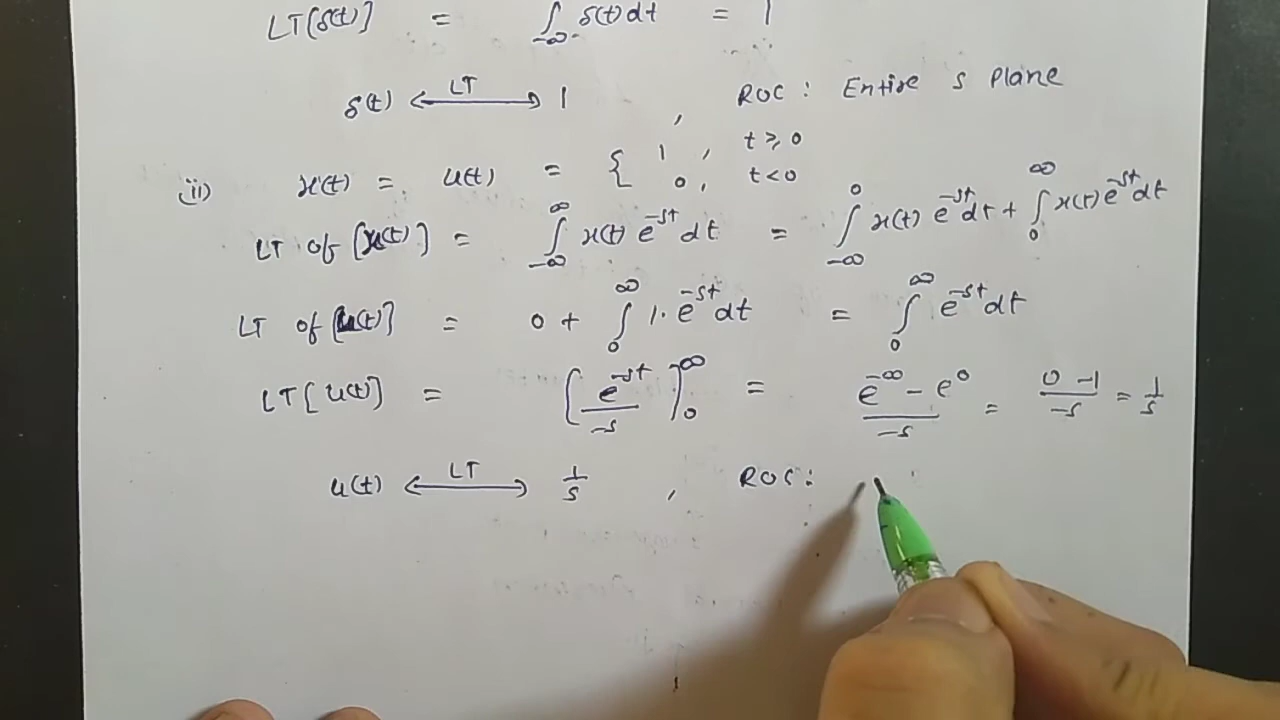 LT[δ(t)] = ∫_{-∞} δ(t)dt = 1
δ(t) ←LT→ 1 , ROC : Entire s plane
(ii) x(t) = u(t) = { 1 , t ≥ 0
0 , t < 0
LT of [x(t)] = ∫_{-∞}^{∞} x(t) e^{-st} dt = ∫_{-∞}^{0} x(t) e^{-st} dt + ∫_{0}^{∞} x(t) e^{-st} dt
LT of [u(t)] = 0 + ∫_{0}^{∞} 1. e^{-st} dt = ∫_{0}^{∞} e^{-st} dt
LT[u(t)] = [e^{-st}/-s]_{0}^{∞} = (e^{-∞} - e^{0})/-s = (0 -1)/-s = 1/s
u(t) ←LT→ 1/s , ROC :